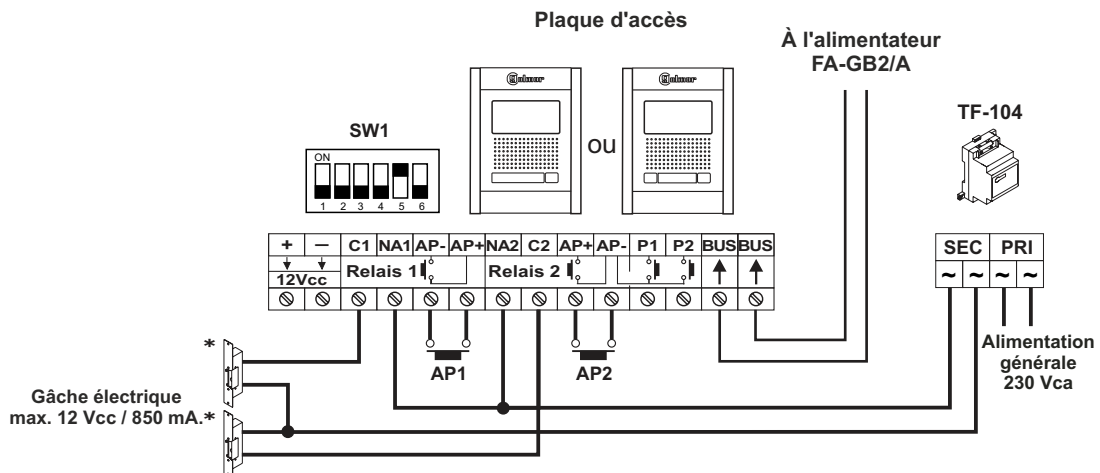 Plaque d'accès
À l'alimentateur
FA-GB2/A
TF-104
SW1
ON
1 2 3 4 5 6
Golmar
ou
Golmar
+ − C1 NA1 AP- AP+ NA2 C2 AP+ AP- P1 P2 BUS BUS
12Vcc
Relais 1
Relais 2
SEC PRI
~ ~ ~ ~
AP1
AP2
Alimentation
générale
230 Vca
*
Gâche électrique
max. 12 Vcc / 850 mA.*